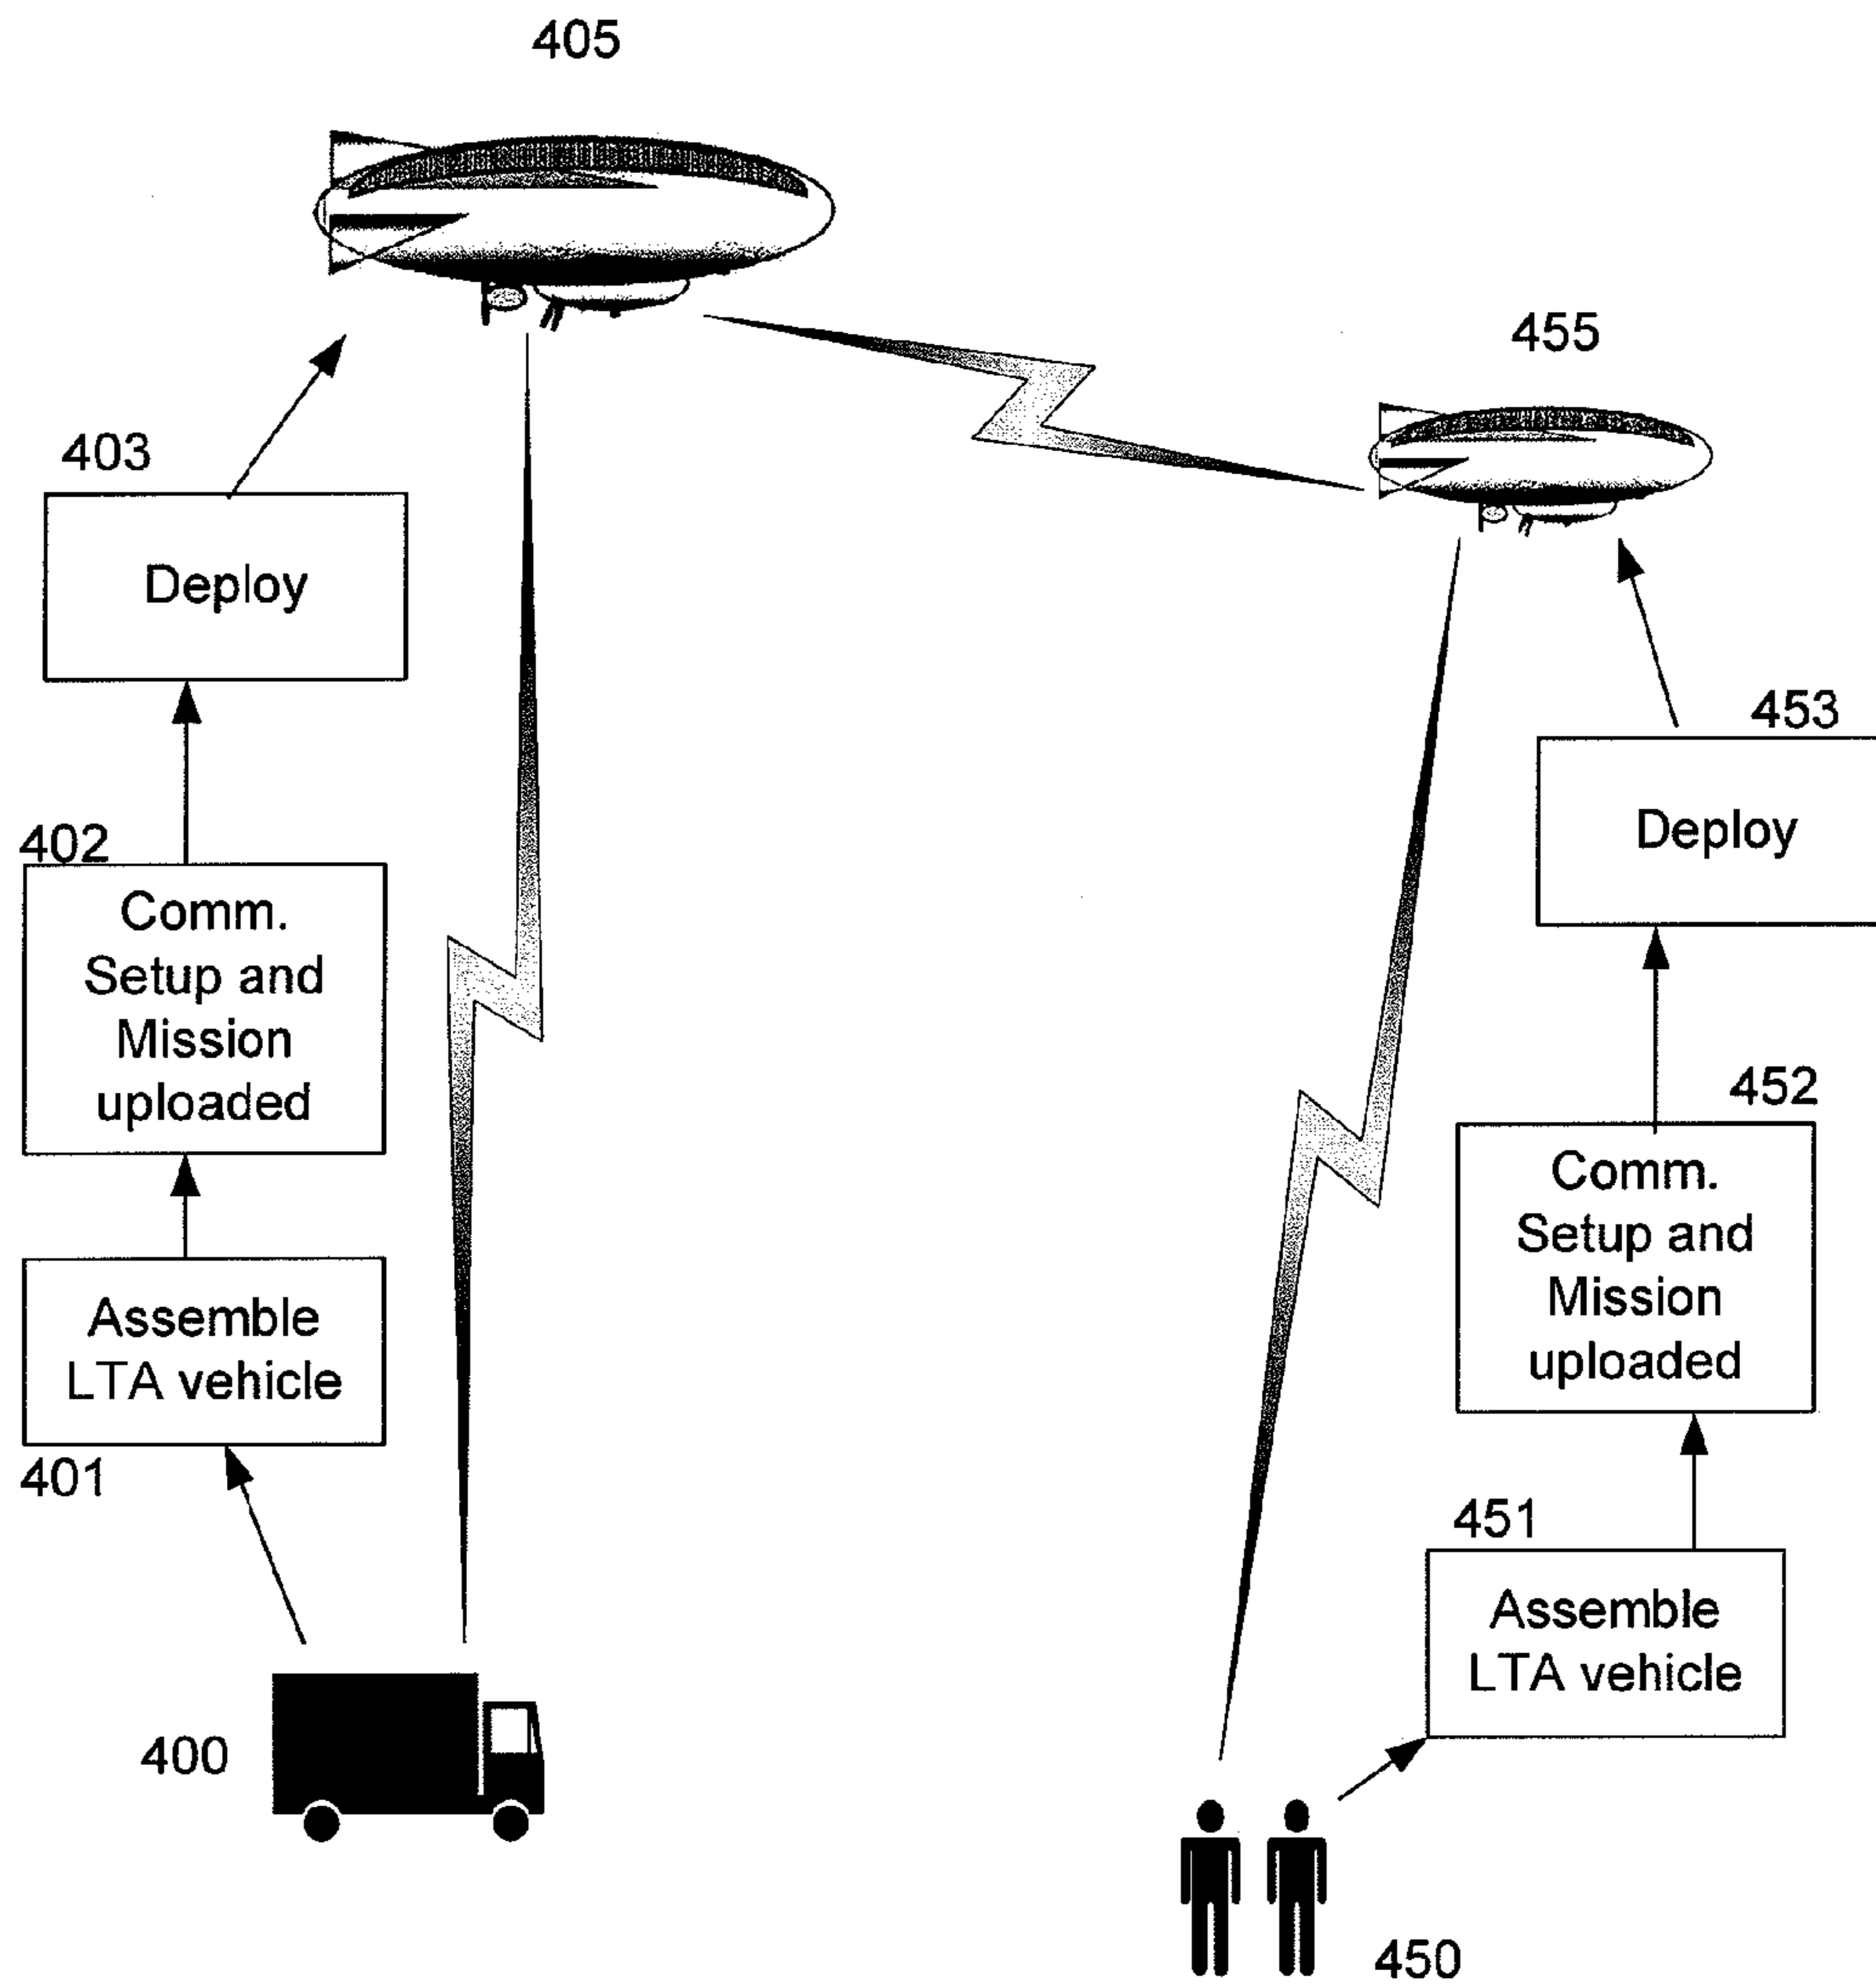 405
455
403
Deploy
453
Deploy
402
Comm.
Setup and
Mission
uploaded
452
Comm.
Setup and
Mission
uploaded
Assemble
LTA vehicle
401
451
Assemble
LTA vehicle
400
450